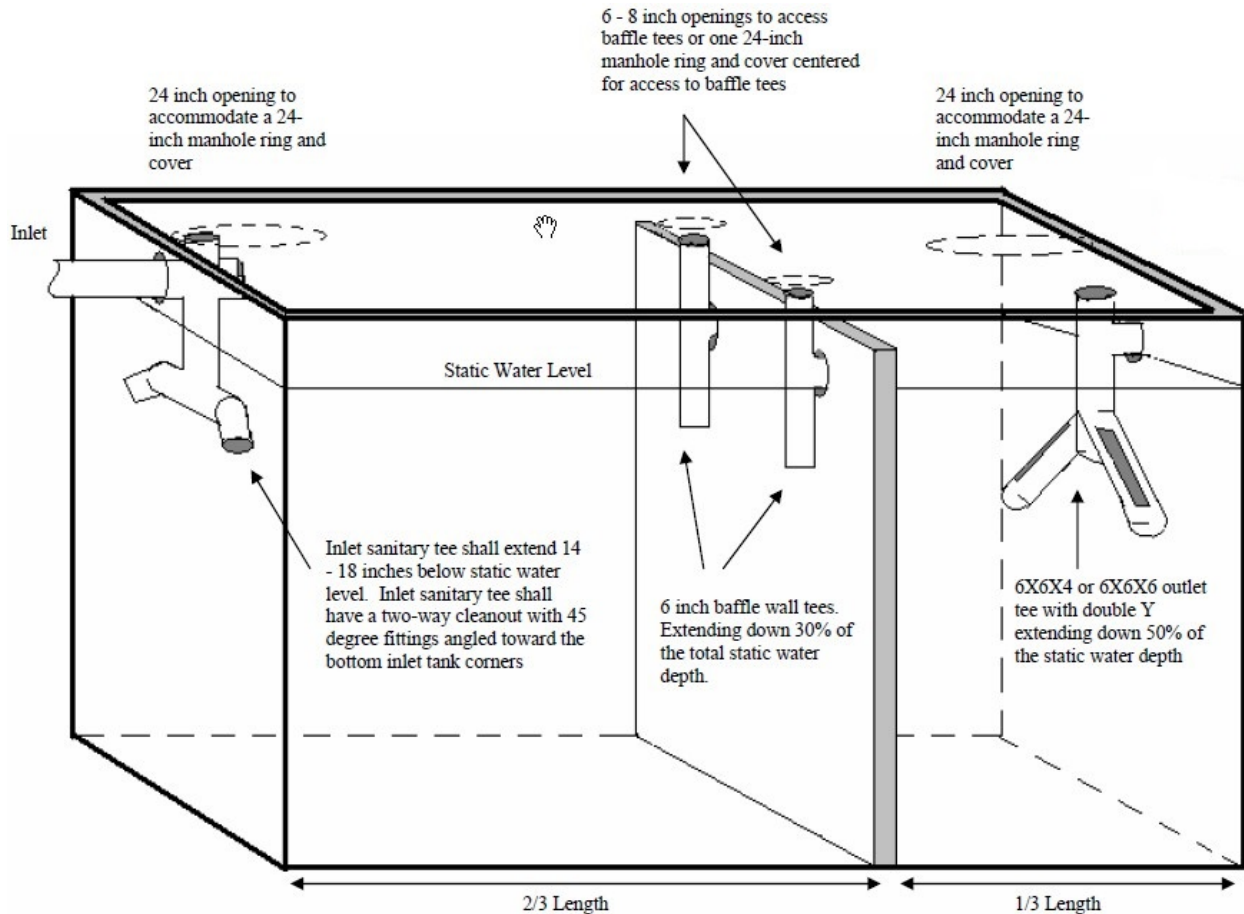 6 - 8 inch openings to access
baffle tees or one 24-inch
manhole ring and cover centered
for access to baffle tees
24 inch opening to
accommodate a 24-
inch manhole ring and
cover
24 inch opening to
accommodate a 24-
inch manhole ring
and cover
Inlet
Static Water Level
Inlet sanitary tee shall extend 14
- 18 inches below static water
level. Inlet sanitary tee shall
have a two-way cleanout with 45
degree fittings angled toward the
bottom inlet tank corners
6 inch baffle wall tees.
Extending down 30% of
the total static water
depth.
6X6X4 or 6X6X6 outlet
tee with double Y
extending down 50% of
the static water depth
2/3 Length
1/3 Length